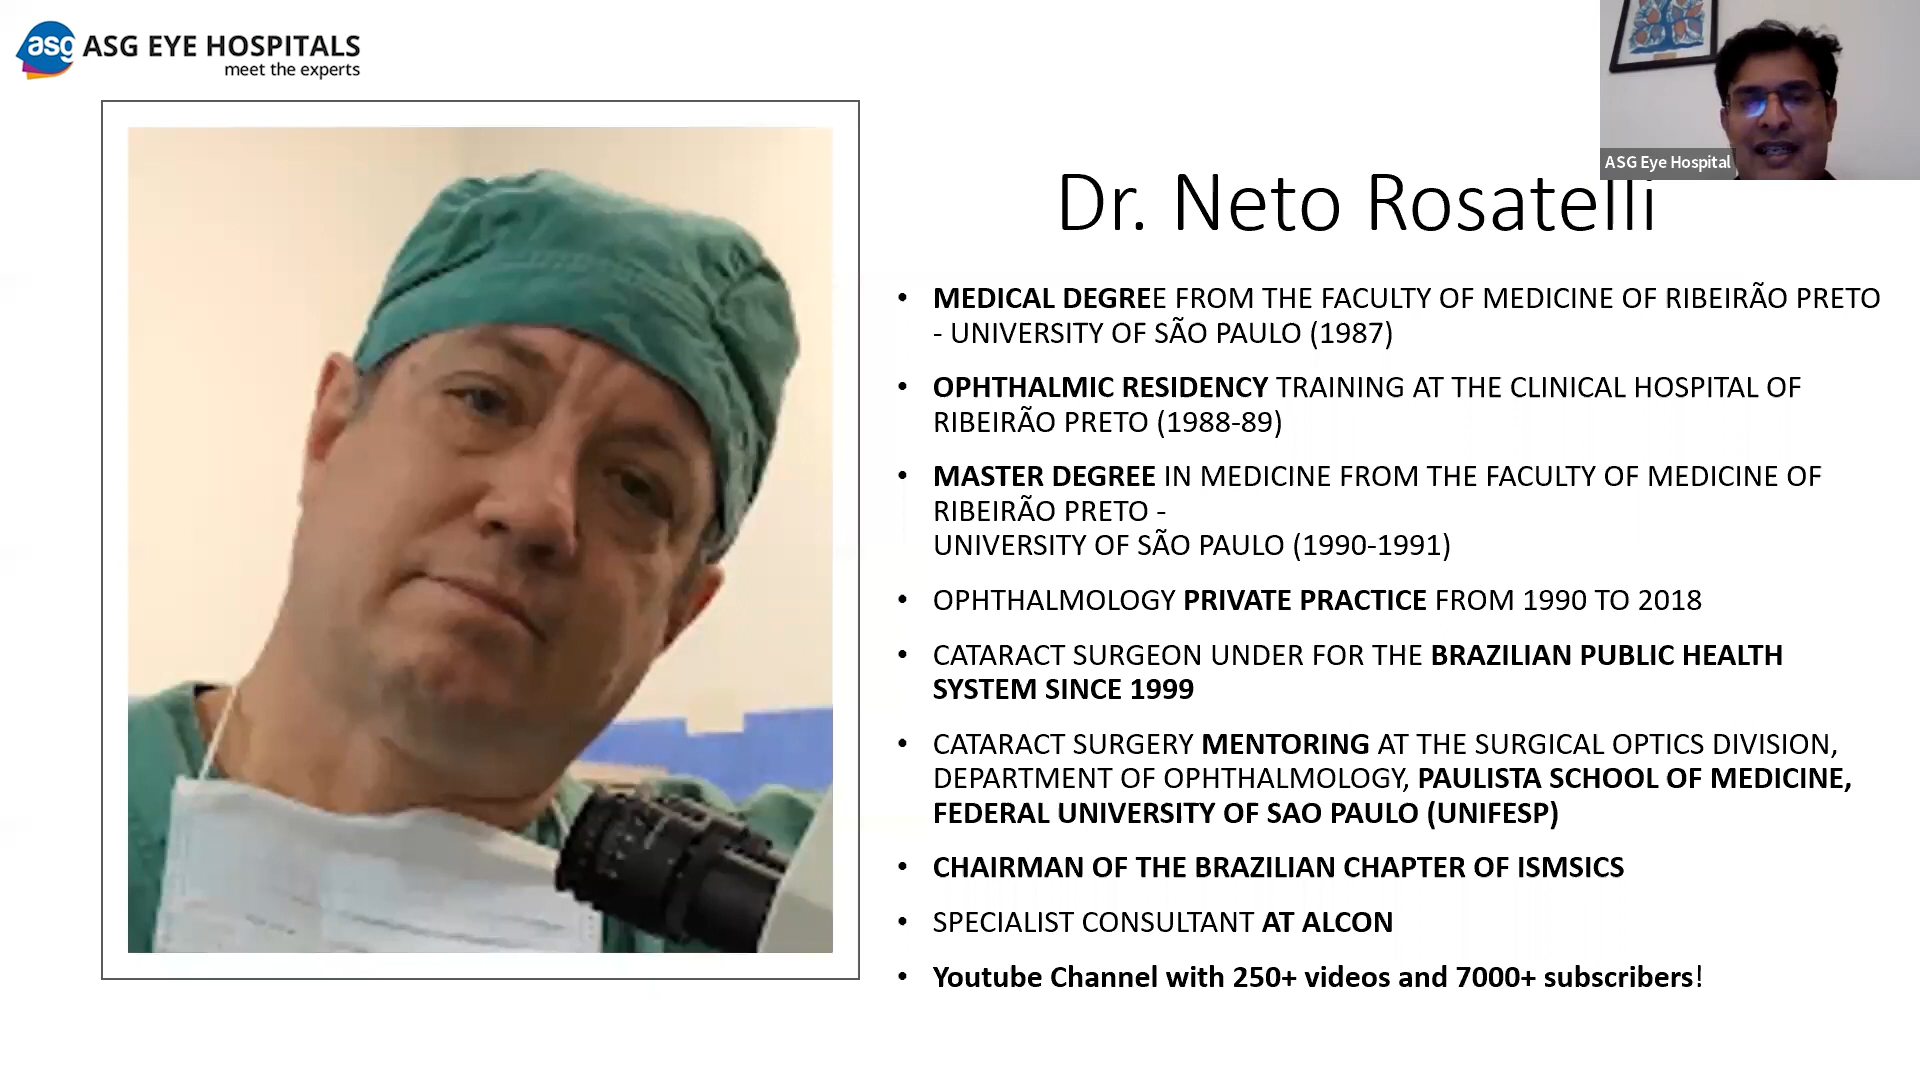 asg ASG EYE HOSPITALS
meet the experts
ASG Eye Hospital
Dr. Neto Rosatelli
• MEDICAL DEGREE FROM THE FACULTY OF MEDICINE OF RIBEIRÃO PRETO
- UNIVERSITY OF SÃO PAULO (1987)
• OPHTHALMIC RESIDENCY TRAINING AT THE CLINICAL HOSPITAL OF
RIBEIRÃO PRETO (1988-89)
• MASTER DEGREE IN MEDICINE FROM THE FACULTY OF MEDICINE OF
RIBEIRÃO PRETO -
UNIVERSITY OF SÃO PAULO (1990-1991)
• OPHTHALMOLOGY PRIVATE PRACTICE FROM 1990 TO 2018
• CATARACT SURGEON UNDER FOR THE BRAZILIAN PUBLIC HEALTH
SYSTEM SINCE 1999
• CATARACT SURGERY MENTORING AT THE SURGICAL OPTICS DIVISION,
DEPARTMENT OF OPHTHALMOLOGY, PAULISTA SCHOOL OF MEDICINE,
FEDERAL UNIVERSITY OF SAO PAULO (UNIFESP)
• CHAIRMAN OF THE BRAZILIAN CHAPTER OF ISMSICS
• SPECIALIST CONSULTANT AT ALCON
• Youtube Channel with 250+ videos and 7000+ subscribers!